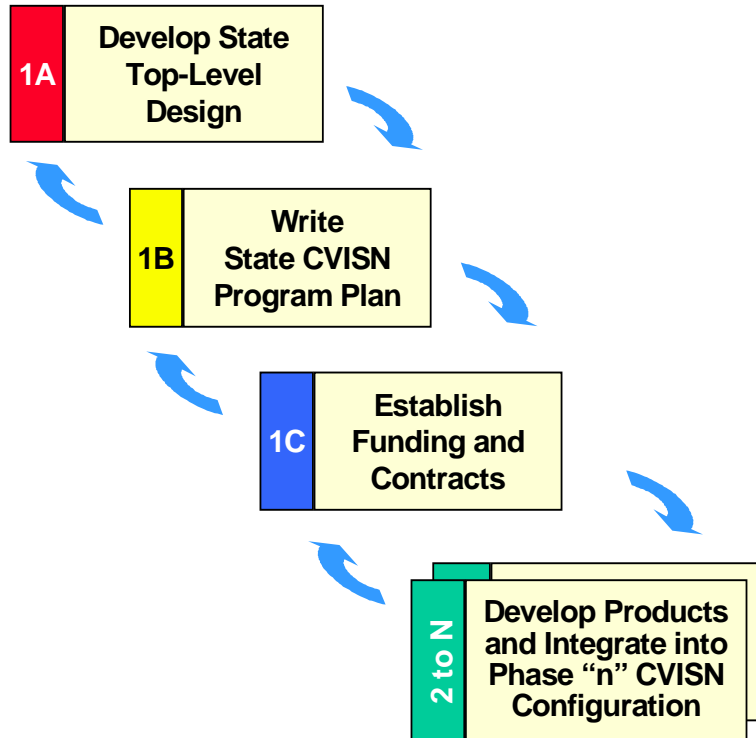 1A
Develop State
Top-Level
Design
1B
Write
State CVISN
Program Plan
1C
Establish
Funding and
Contracts
2 to N
Develop Products
and Integrate into
Phase “n” CVISN
Configuration